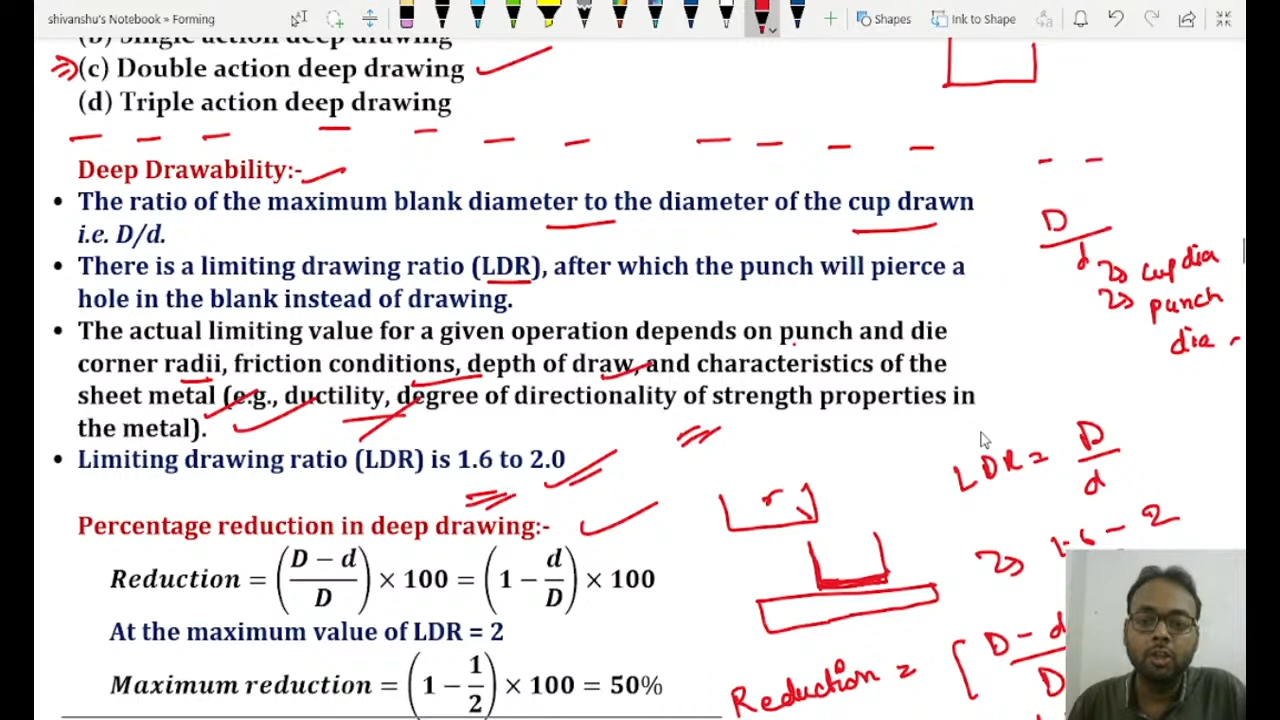 shivanshu's Notebook » Forming
Shapes
Ink to Shape
(b) Single action deep drawing
(c) Double action deep drawing
(d) Triple action deep drawing
Deep Drawability:-
• The ratio of the maximum blank diameter to the diameter of the cup drawn
i.e. D/d.
• There is a limiting drawing ratio (LDR), after which the punch will pierce a
hole in the blank instead of drawing.
• The actual limiting value for a given operation depends on punch and die
corner radii, friction conditions, depth of draw, and characteristics of the
sheet metal (e.g., ductility, degree of directionality of strength properties in
the metal).
• Limiting drawing ratio (LDR) is 1.6 to 2.0
Percentage reduction in deep drawing:-
Reduction = (D − d / D) × 100 = (1 − d/D) × 100
At the maximum value of LDR = 2
Maximum reduction = (1 − 1/2) × 100 = 50%
D
d
cup dia
punch
dia
LDR = D/d
1.6 – 2
r
Reduction = [D - d
D